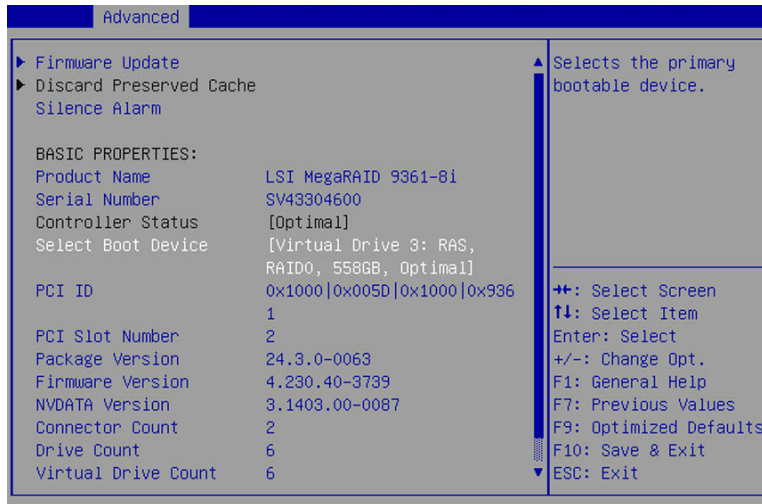 Advanced
Firmware Update
Discard Preserved Cache
Silence Alarm
BASIC PROPERTIES:
Product Name LSI MegaRAID 9361-8i
Serial Number SV43304600
Controller Status [Optimal]
Select Boot Device [Virtual Drive 3: RAS,
RAID0, 558GB, Optimal]
PCI ID 0x1000|0x005D|0x1000|0x936
1
PCI Slot Number 2
Package Version 24.3.0-0063
Firmware Version 4.230.40-3739
NVDATA Version 3.1403.00-0087
Connector Count 2
Drive Count 6
Virtual Drive Count 6
Selects the primary
bootable device.
→←: Select Screen
↑↓: Select Item
Enter: Select
+/-: Change Opt.
F1: General Help
F7: Previous Values
F9: Optimized Defaults
F10: Save & Exit
ESC: Exit